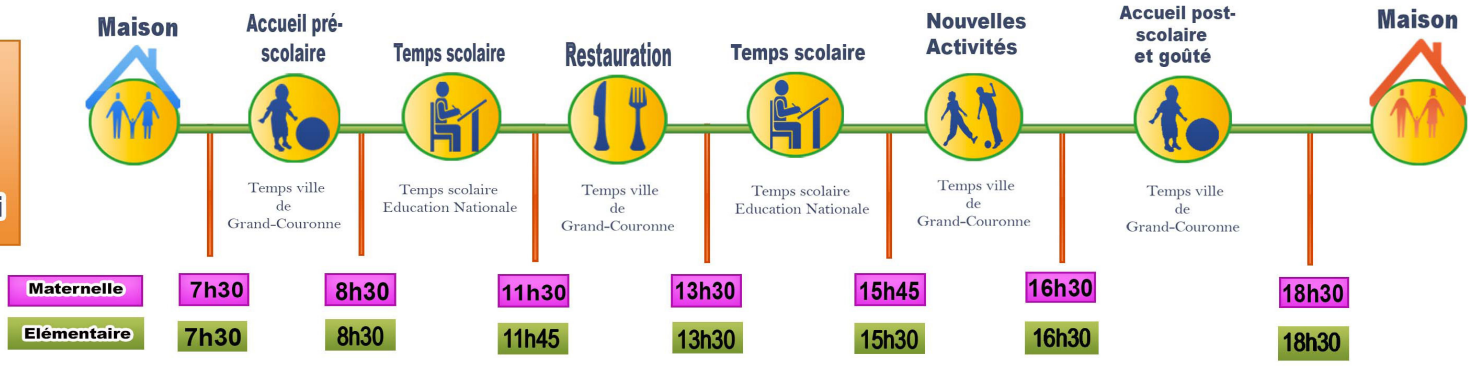 Maison
Accueil pré-
scolaire
Temps scolaire
Restauration
Temps scolaire
Nouvelles
Activités
Accueil post-
scolaire
et goûté
Maison
Temps ville
de
Grand-Couronne
Temps scolaire
Education Nationale
Temps ville
de
Grand-Couronne
Temps scolaire
Education Nationale
Temps ville
de
Grand-Couronne
Temps ville
de
Grand-Couronne
Maternelle 7h30 8h30 11h30 13h30 15h45 16h30 18h30
Elémentaire 7h30 8h30 11h45 13h30 15h30 16h30 18h30